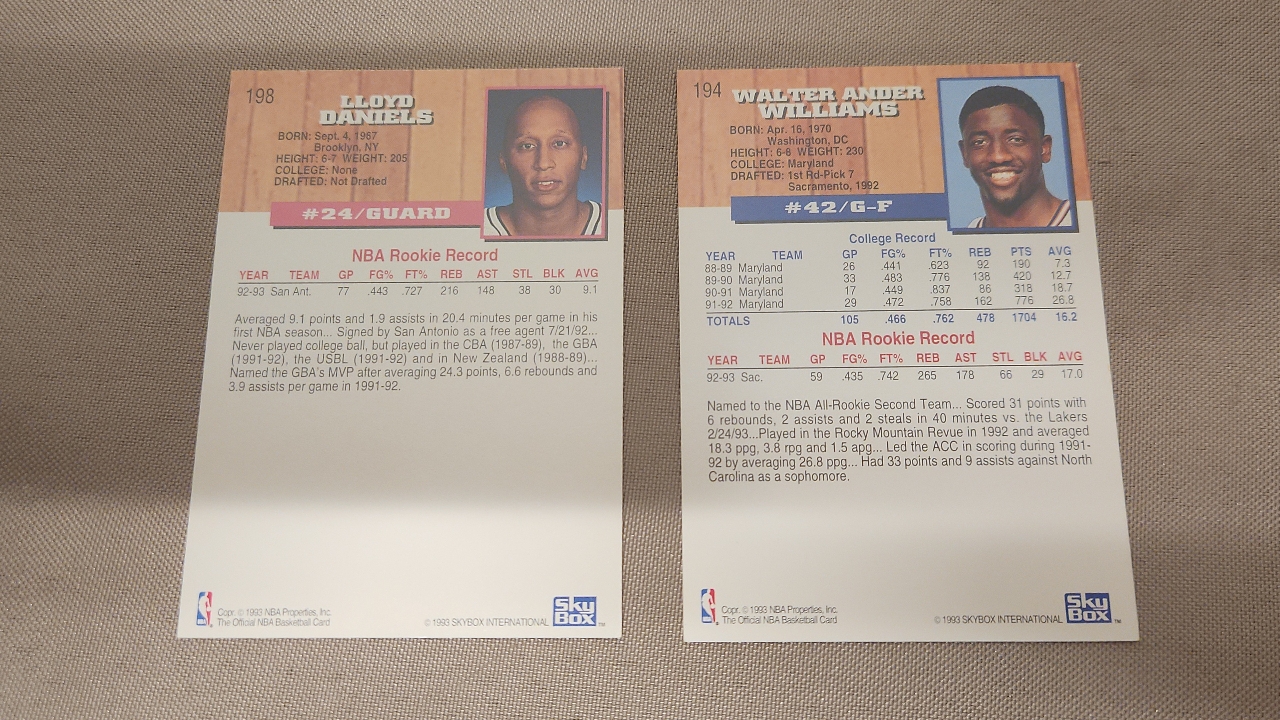 198
LLOYD
DANIELS
BORN: Sept. 4, 1967
Brooklyn, NY
HEIGHT: 6-7 WEIGHT: 205
COLLEGE: None
DRAFTED: Not Drafted
#24/GUARD
NBA Rookie Record
YEAR TEAM GP FG% FT% REB AST STL BLK AVG
92-93 San Ant. 77 .443 .727 216 148 38 30 9.1
Averaged 9.1 points and 1.9 assists in 20.4 minutes per game in his
first NBA season... Signed by San Antonio as a free agent 7/21/92...
Never played college ball, but played in the CBA (1987-89), the GBA
(1991-92), the USBL (1991-92) and in New Zealand (1988-89)...
Named the GBA's MVP after averaging 24.3 points, 6.6 rebounds and
3.9 assists per game in 1991-92.
Copr. © 1993 NBA Properties, Inc.
The Official NBA Basketball Card
© 1993 SKYBOX INTERNATIONAL
Sky
Box
TM
194
WALTER ANDER
WILLIAMS
BORN: Apr. 16, 1970
Washington, DC
HEIGHT: 6-8 WEIGHT: 230
COLLEGE: Maryland
DRAFTED: 1st Rd-Pick 7
Sacramento, 1992
#42/G-F
College Record
YEAR TEAM GP FG% FT% REB PTS AVG
88-89 Maryland 26 .441 .623 92 190 7.3
89-90 Maryland 33 .483 .776 138 420 12.7
90-91 Maryland 17 .449 .837 86 318 18.7
91-92 Maryland 29 .472 .758 162 776 26.8
TOTALS 105 .466 .762 478 1704 16.2
NBA Rookie Record
YEAR TEAM GP FG% FT% REB AST STL BLK AVG
92-93 Sac. 59 .435 .742 265 178 66 29 17.0
Named to the NBA All-Rookie Second Team... Scored 31 points with
6 rebounds, 2 assists and 2 steals in 40 minutes vs. the Lakers
2/24/93...Played in the Rocky Mountain Revue in 1992 and averaged
18.3 ppg, 3.8 rpg and 1.5 apg... Led the ACC in scoring during 1991-
92 by averaging 26.8 ppg... Had 33 points and 9 assists against North
Carolina as a sophomore.
Copr. © 1993 NBA Properties, Inc.
The Official NBA Basketball Card
© 1993 SKYBOX INTERNATIONAL
Sky
Box
TM